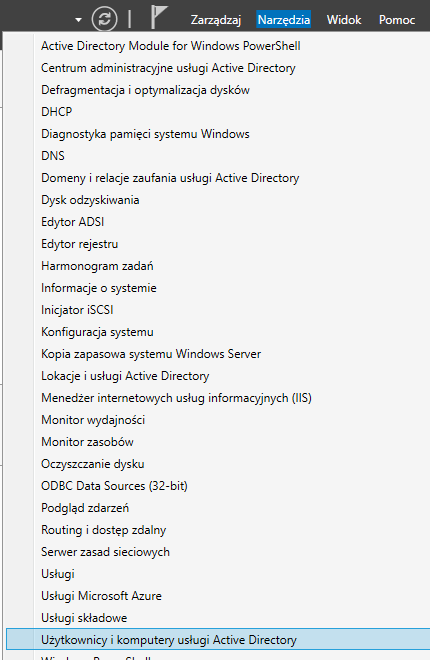 Zarządzaj Narzędzia Widok Pomoc
Active Directory Module for Windows PowerShell
Centrum administracyjne usługi Active Directory
Defragmentacja i optymalizacja dysków
DHCP
Diagnostyka pamięci systemu Windows
DNS
Domeny i relacje zaufania usługi Active Directory
Dysk odzyskiwania
Edytor ADSI
Edytor rejestru
Harmonogram zadań
Informacje o systemie
Inicjator iSCSI
Konfiguracja systemu
Kopia zapasowa systemu Windows Server
Lokacje i usługi Active Directory
Menedżer internetowych usług informacyjnych (IIS)
Monitor wydajności
Monitor zasobów
Oczyszczanie dysku
ODBC Data Sources (32-bit)
Podgląd zdarzeń
Routing i dostęp zdalny
Serwer zasad sieciowych
Usługi
Usługi Microsoft Azure
Usługi składowe
Użytkownicy i komputery usługi Active Directory